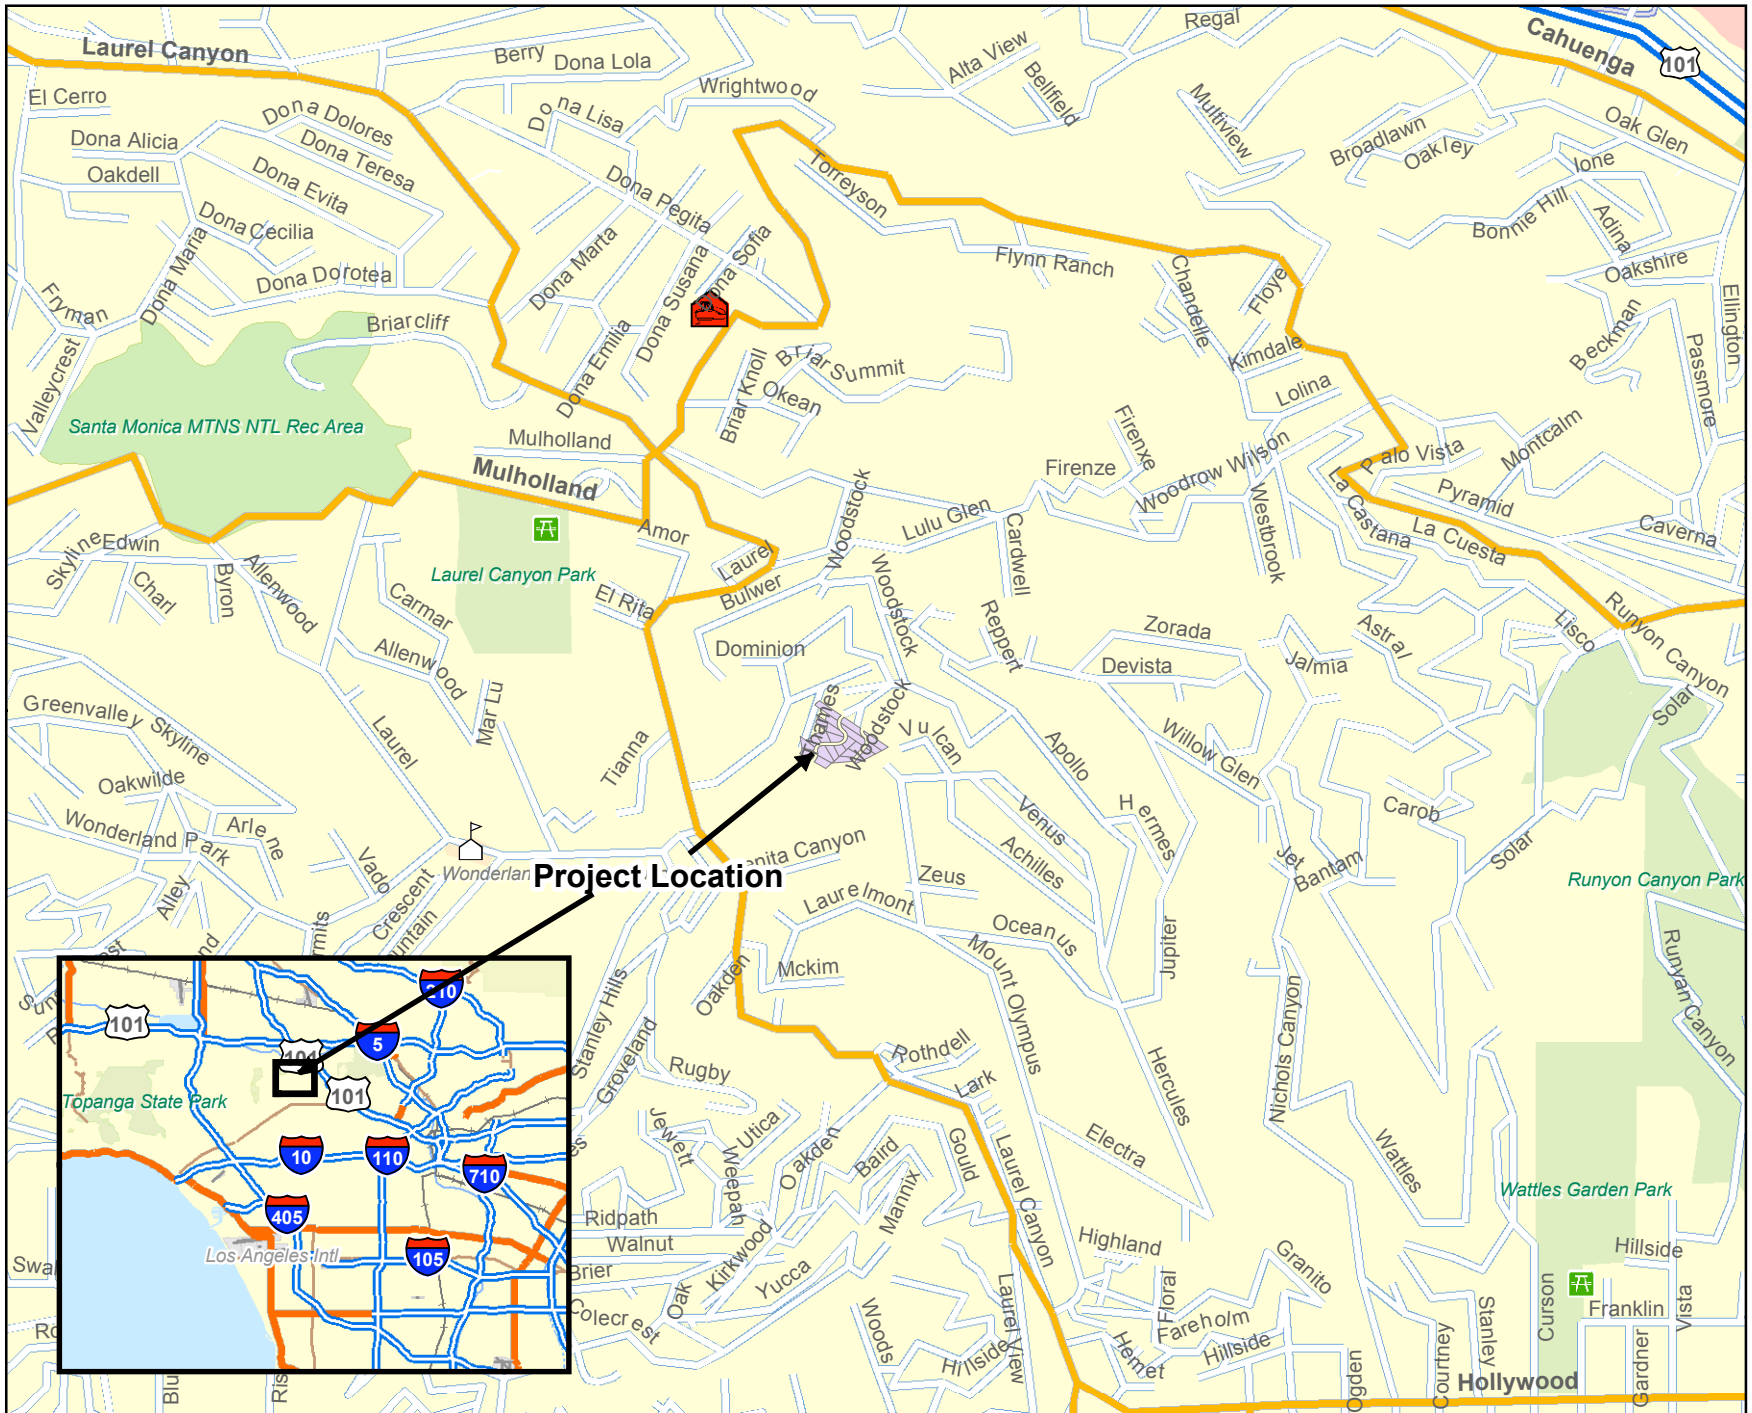 Laurel Canyon
Berry
Dona Lola
Regal
Alta View
Bellfield
Cahuenga
101
El Cerro
Dona Dolores
Dona Lisa
Wrightwood
Multiview
Broadlawn
Oak Glen
Dona Alicia
Dona Teresa
Oakley
Ione
Oakdell
Dona Evita
Dona Pegita
Torreyson
Bonnie Hill
Adina
Dona Cecilia
Dona Maria
Dona Marta
Dona Susana
Dona Sofia
Flynn Ranch
Chandelle
Floye
Oakshire
Ellington
Dona Dorotea
Fryman
Briarcliff
Dona Emilia
Briar Knoll
Briar Summit
Okean
Kimdale
Lolina
Beckman
Passmore
Valleycrest
Santa Monica MTNS NTL Rec Area
Mulholland
Mulholland
Firenxe
Firenze
Woodrow Wilson
Palo Vista
Montcalm
Pyramid
La Castana
La Cuesta
Caverna
Westbrook
Skyline
Edwin
Charl
Byron
Allenwood
Carmar
Allenwood
Laurel Canyon Park
Amor
Laurel
Bulwer
El Rita
Woodstock
Lulu Glen
Cardwell
Woodstock
Dominion
Reppert
Zorada
Devista
Jalmia
Astral
Lisco
Runyon Canyon
Solar
Greenvalley
Skyline
Laurel
Mar Lu
Tianna
Thames
Woodstock
Vulcan
Apollo
Willow Glen
Oakwilde
Wonderland Park
Arlene
Vado
Crescent
Alley
Wonderlan
Project Location
enita Canyon
Venus
Achilles
Hermes
Zeus
Laurelmont
Oceanus
Jupiter
Jet
Bantam
Carob
Solar
Runyon Canyon Park
Runyan Canyon
Mckim
Oakden
Mount Olympus
Stanley Hills
Groveland
Rugby
Rothdell
Lark
Hercules
Nichols Canyon
Electra
Wattles
Wattles Garden Park
Jewett
Utica
Weepah
Oakden
Baird
Gould
Mannix
Laurel Canyon
Ridpath
Walnut
Brier
Kirkwood
Yucca
Oak
Colecrest
Woods
Hillside
Laurel View
Highland
Floral
Fareholm
Granito
Hemet
Hillside
Ogden
Courtney
Stanley
Curson
Hillside
Franklin
Gardner
Vista
Hollywood
210
101
5
101
101
Topanga State Park
10
110
710
405
105
Los Angeles Intl